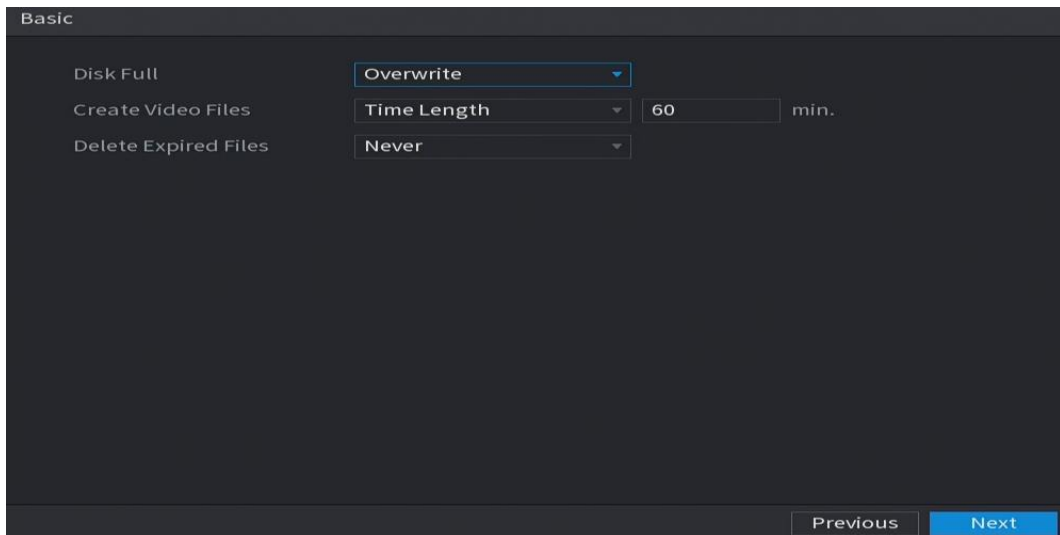 Basic
Disk Full Overwrite
Create Video Files Time Length 60 min.
Delete Expired Files Never
Previous Next